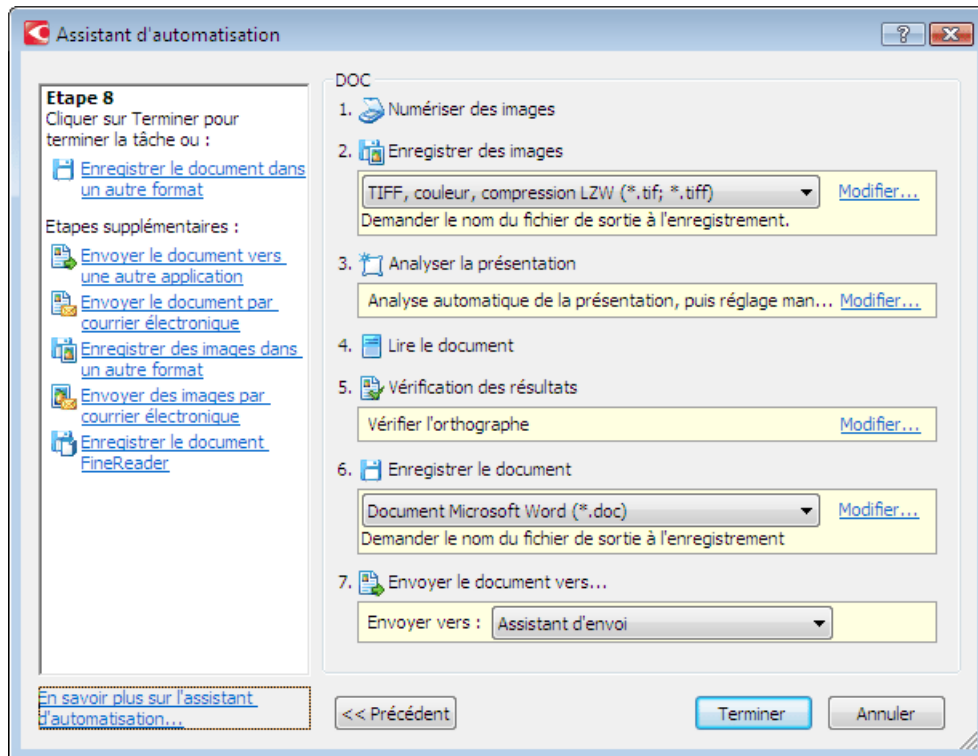 Assistant d'automatisation
Etape 8
Cliquer sur Terminer pour
terminer la tâche ou :
Enregistrer le document dans
un autre format
Etapes supplémentaires :
Envoyer le document vers
une autre application
Envoyer le document par
courrier électronique
Enregistrer des images dans
un autre format
Envoyer des images par
courrier électronique
Enregistrer le document
FineReader
En savoir plus sur l'assistant
d'automatisation...
DOC
1. Numériser des images
2. Enregistrer des images
TIFF, couleur, compression LZW (*.tif; *.tiff) Modifier...
Demander le nom du fichier de sortie à l'enregistrement.
3. Analyser la présentation
Analyse automatique de la présentation, puis réglage man... Modifier...
4. Lire le document
5. Vérification des résultats
Vérifier l'orthographe Modifier...
6. Enregistrer le document
Document Microsoft Word (*.doc) Modifier...
Demander le nom du fichier de sortie à l'enregistrement
7. Envoyer le document vers...
Envoyer vers : Assistant d'envoi
<< Précédent Terminer Annuler